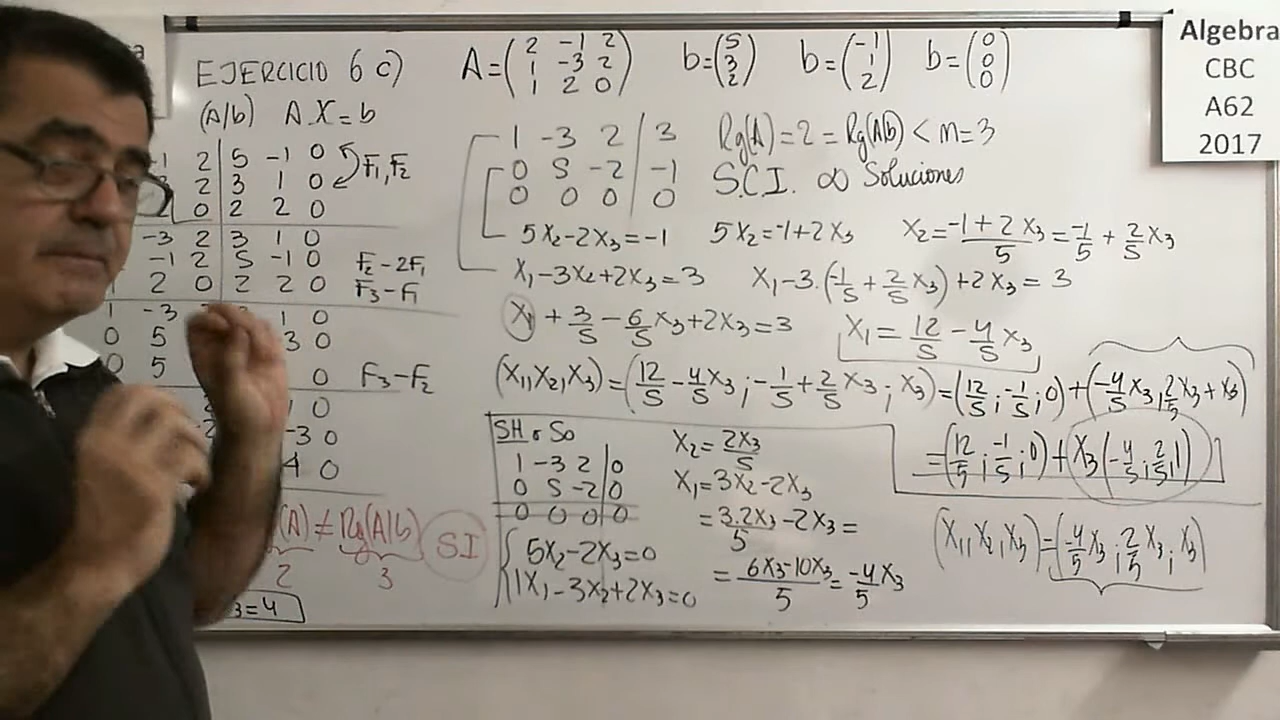 Algebra
CBC
A62
2017
EJERCICIO 6 c)
A = ( 2 -1 2
1 -3 2
1 2 0 )
b = ( 5
3
2 )
b = ( -1
1
2 )
b = ( 0
0
0 )
(A/b) A.X = b
-1 2 | 5 -1 0
2 | 3 1 0
F1, F2
0 | 2 2 0
-3 2 | 3 1 0
-1 2 | 5 -1 0
F2 - 2F1
2 0 | 2 2 0
F3 - F1
1 -3 1 0
0 5 3 0
0 5 0
F3 - F2
1 0
-2 -3 0
4 0
(A) ≠ Rg(A|b) SI
2 3
3 = 4
1 -3 2 | 3
0 5 -2 | -1
0 0 0 | 0
Rg(A) = 2 = Rg(A|b) < n = 3
S.C.I. ∞ Soluciones
5X2 - 2X3 = -1
5X2 = -1 + 2X3
X2 = (-1 + 2X3)/5 = -1/5 + 2/5 X3
X1 - 3X2 + 2X3 = 3
X1 - 3.(-1/5 + 2/5 X3) + 2X3 = 3
X1 + 3/5 - 6/5 X3 + 2X3 = 3
X1 = 12/5 - 4/5 X3
(X1, X2, X3) = (12/5 - 4/5 X3 ; -1/5 + 2/5 X3 ; X3) = (12/5 ; -1/5 ; 0) + (-4/5 X3, 2/5 X3 + X3)
= (12/5 ; -1/5 ; 0) + X3 (-4/5 ; 2/5, 1)
SH o So
1 -3 2 | 0
0 5 -2 | 0
0 0 0 | 0
5X2 - 2X3 = 0
1X1 - 3X2 + 2X3 = 0
X2 = 2X3/5
X1 = 3X2 - 2X3
= 3.2X3/5 - 2X3 =
= (6X3 - 10X3)/5 = -4/5 X3
(X1, X2, X3) = (-4/5 X3 ; 2/5 X3 ; X3)